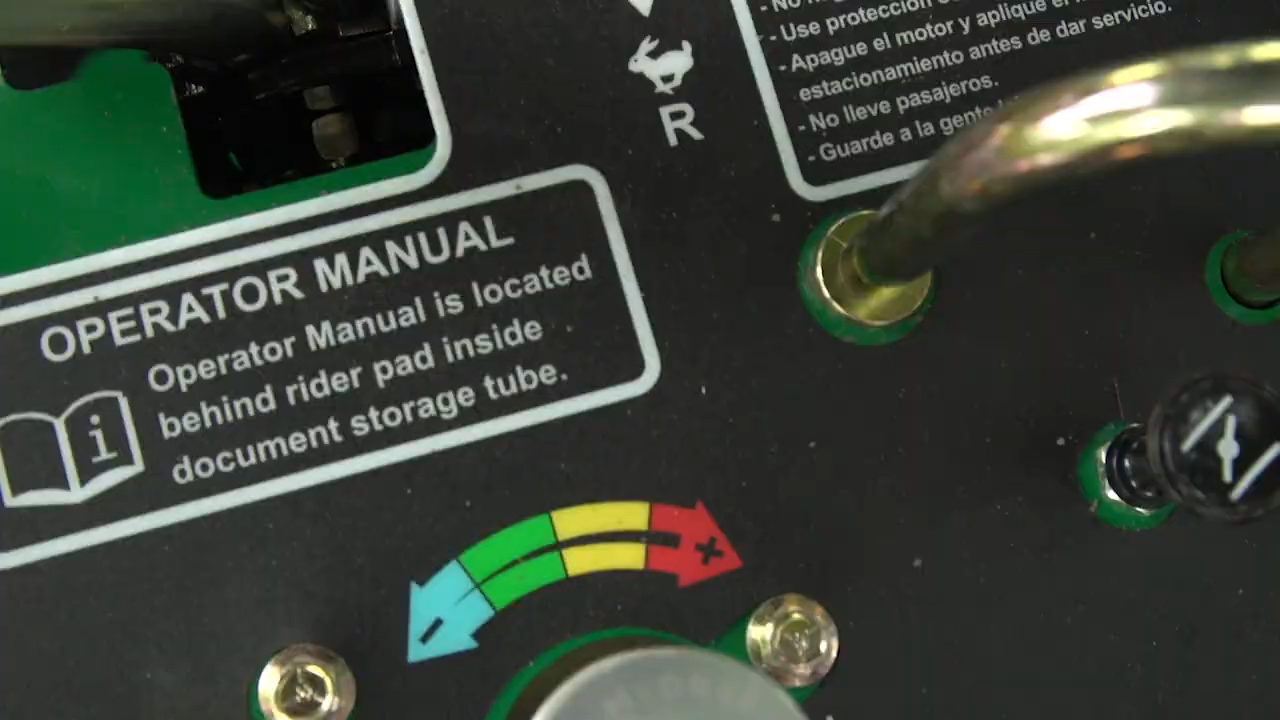 - Use protección
- Apague el motor y aplique el
estacionamiento antes de dar servicio.
- No lleve pasajeros.
- Guarde a la gente
R
OPERATOR MANUAL
Operator Manual is located
behind rider pad inside
document storage tube.
i
- +